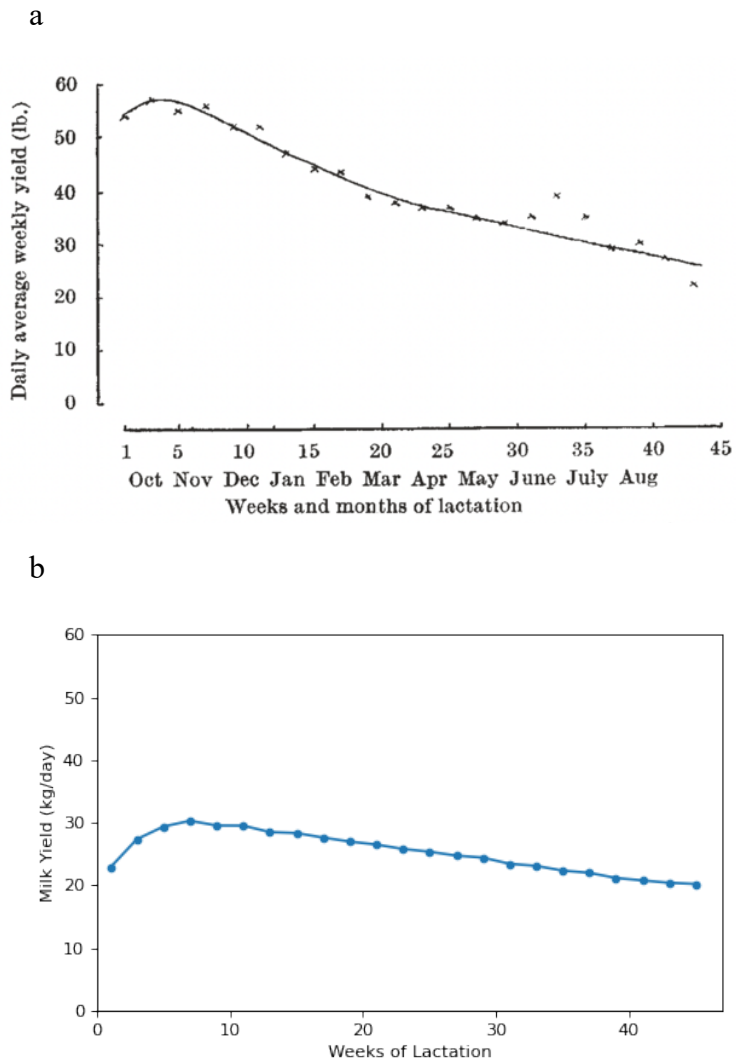 a
60
50
40
30
20
10
0
Daily average weekly yield (lb.)
1 5 10 15 20 25 30 35 40 45
Oct Nov Dec Jan Feb Mar Apr May June July Aug
Weeks and months of lactation
b
60
50
40
30
20
10
0
Milk Yield (kg/day)
0 10 20 30 40
Weeks of Lactation